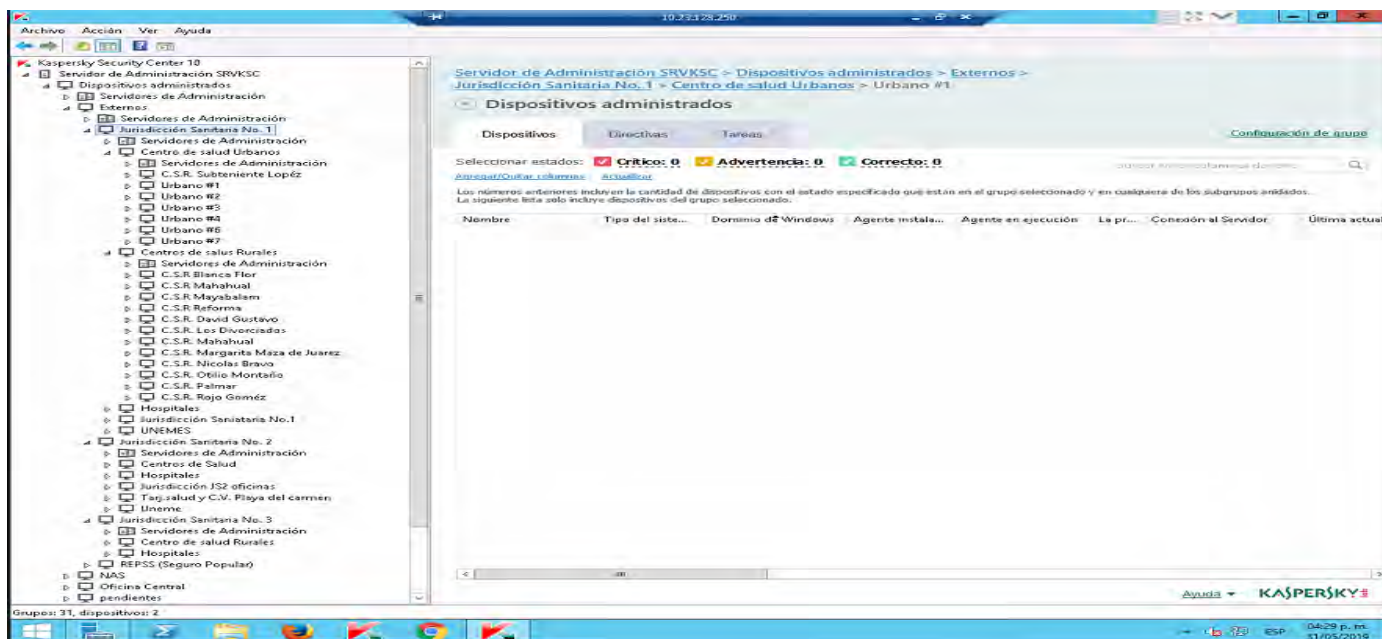 10.23.128.250
Archivo Acción Ver Ayuda
Kaspersky Security Center 10
Servidor de Administración SRVKSC
Dispositivos administrados
Servidores de Administración
Externos
Servidores de Administración
Jurisdicción Sanitaria No. 1
Servidores de Administración
Centro de salud Urbanos
Servidores de Administración
C.S.R. Subteniente Lopéz
Urbano #1
Urbano #2
Urbano #3
Urbano #4
Urbano #6
Urbano #7
Centros de salus Rurales
Servidores de Administración
C.S.R Blanca Flor
C.S.R Mahahual
C.S.R Mayabalam
C.S.R Reforma
C.S.R. David Gustavo
C.S.R. Los Divorciados
C.S.R. Mahahual
C.S.R. Margarita Maza de Juarez
C.S.R. Nicolas Bravo
C.S.R. Otilio Montaño
C.S.R. Palmar
C.S.R. Rojo Goméz
Hospitales
Jurisdicción Saniataria No.1
UNEMES
Jurisdicción Sanitaria No. 2
Servidores de Administración
Centros de Salud
Hospitales
Jurisdicción JS2 oficinas
Tarj.salud y C.V. Playa del carmen
Uneme
Jurisdicción Sanitaria No. 3
Servidores de Administración
Centro de salud Rurales
Hospitales
REPSS (Seguro Popular)
NAS
Oficina Central
pendientes
Grupos: 31, dispositivos: 2
Servidor de Administración SRVKSC > Dispositivos administrados > Externos >
Jurisdicción Sanitaria No. 1 > Centro de salud Urbanos > Urbano #1
Dispositivos administrados
Dispositivos Directivas Tareas Configuración de grupo
Seleccionar estados: Crítico: 0 Advertencia: 0 Correcto: 0
Agregar/Quitar columnas Actualizar
Los números anteriores incluyen la cantidad de dispositivos con el estado especificado que están en el grupo seleccionado y en cualquiera de los subgrupos anidados.
La siguiente lista solo incluye dispositivos del grupo seleccionado.
Nombre Tipo del siste... Dominio de Windows Agente instala... Agente en ejecución La pr... Conexión al Servidor Última actual
Ayuda KASPERSKY
ESP 04:29 p. m.
31/05/2019